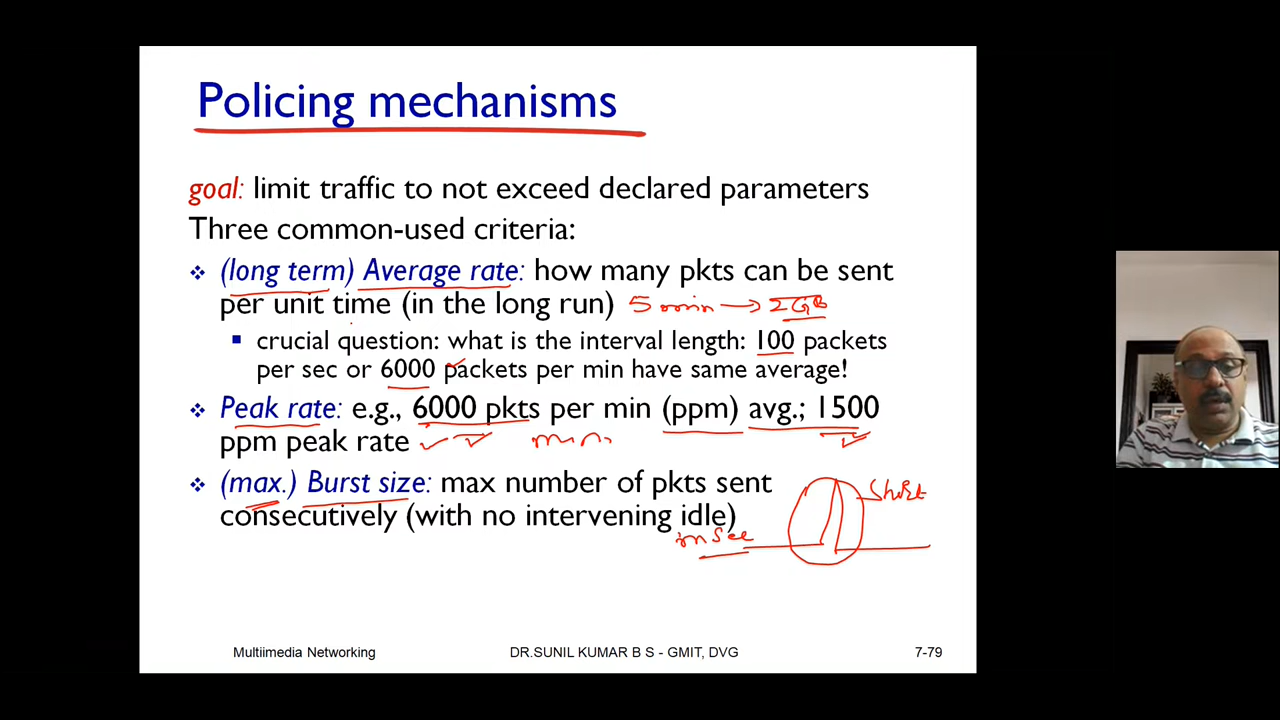 Policing mechanisms
goal: limit traffic to not exceed declared parameters
Three common-used criteria:
❖ (long term) Average rate: how many pkts can be sent
per unit time (in the long run) 5 min → 2GB
▪ crucial question: what is the interval length: 100 packets
per sec or 6000 packets per min have same average!
❖ Peak rate: e.g., 6000 pkts per min (ppm) avg.; 1500
ppm peak rate min
❖ (max.) Burst size: max number of pkts sent
Short
consecutively (with no intervening idle)
msec
Multiimedia Networking DR.SUNIL KUMAR B S - GMIT, DVG 7-79